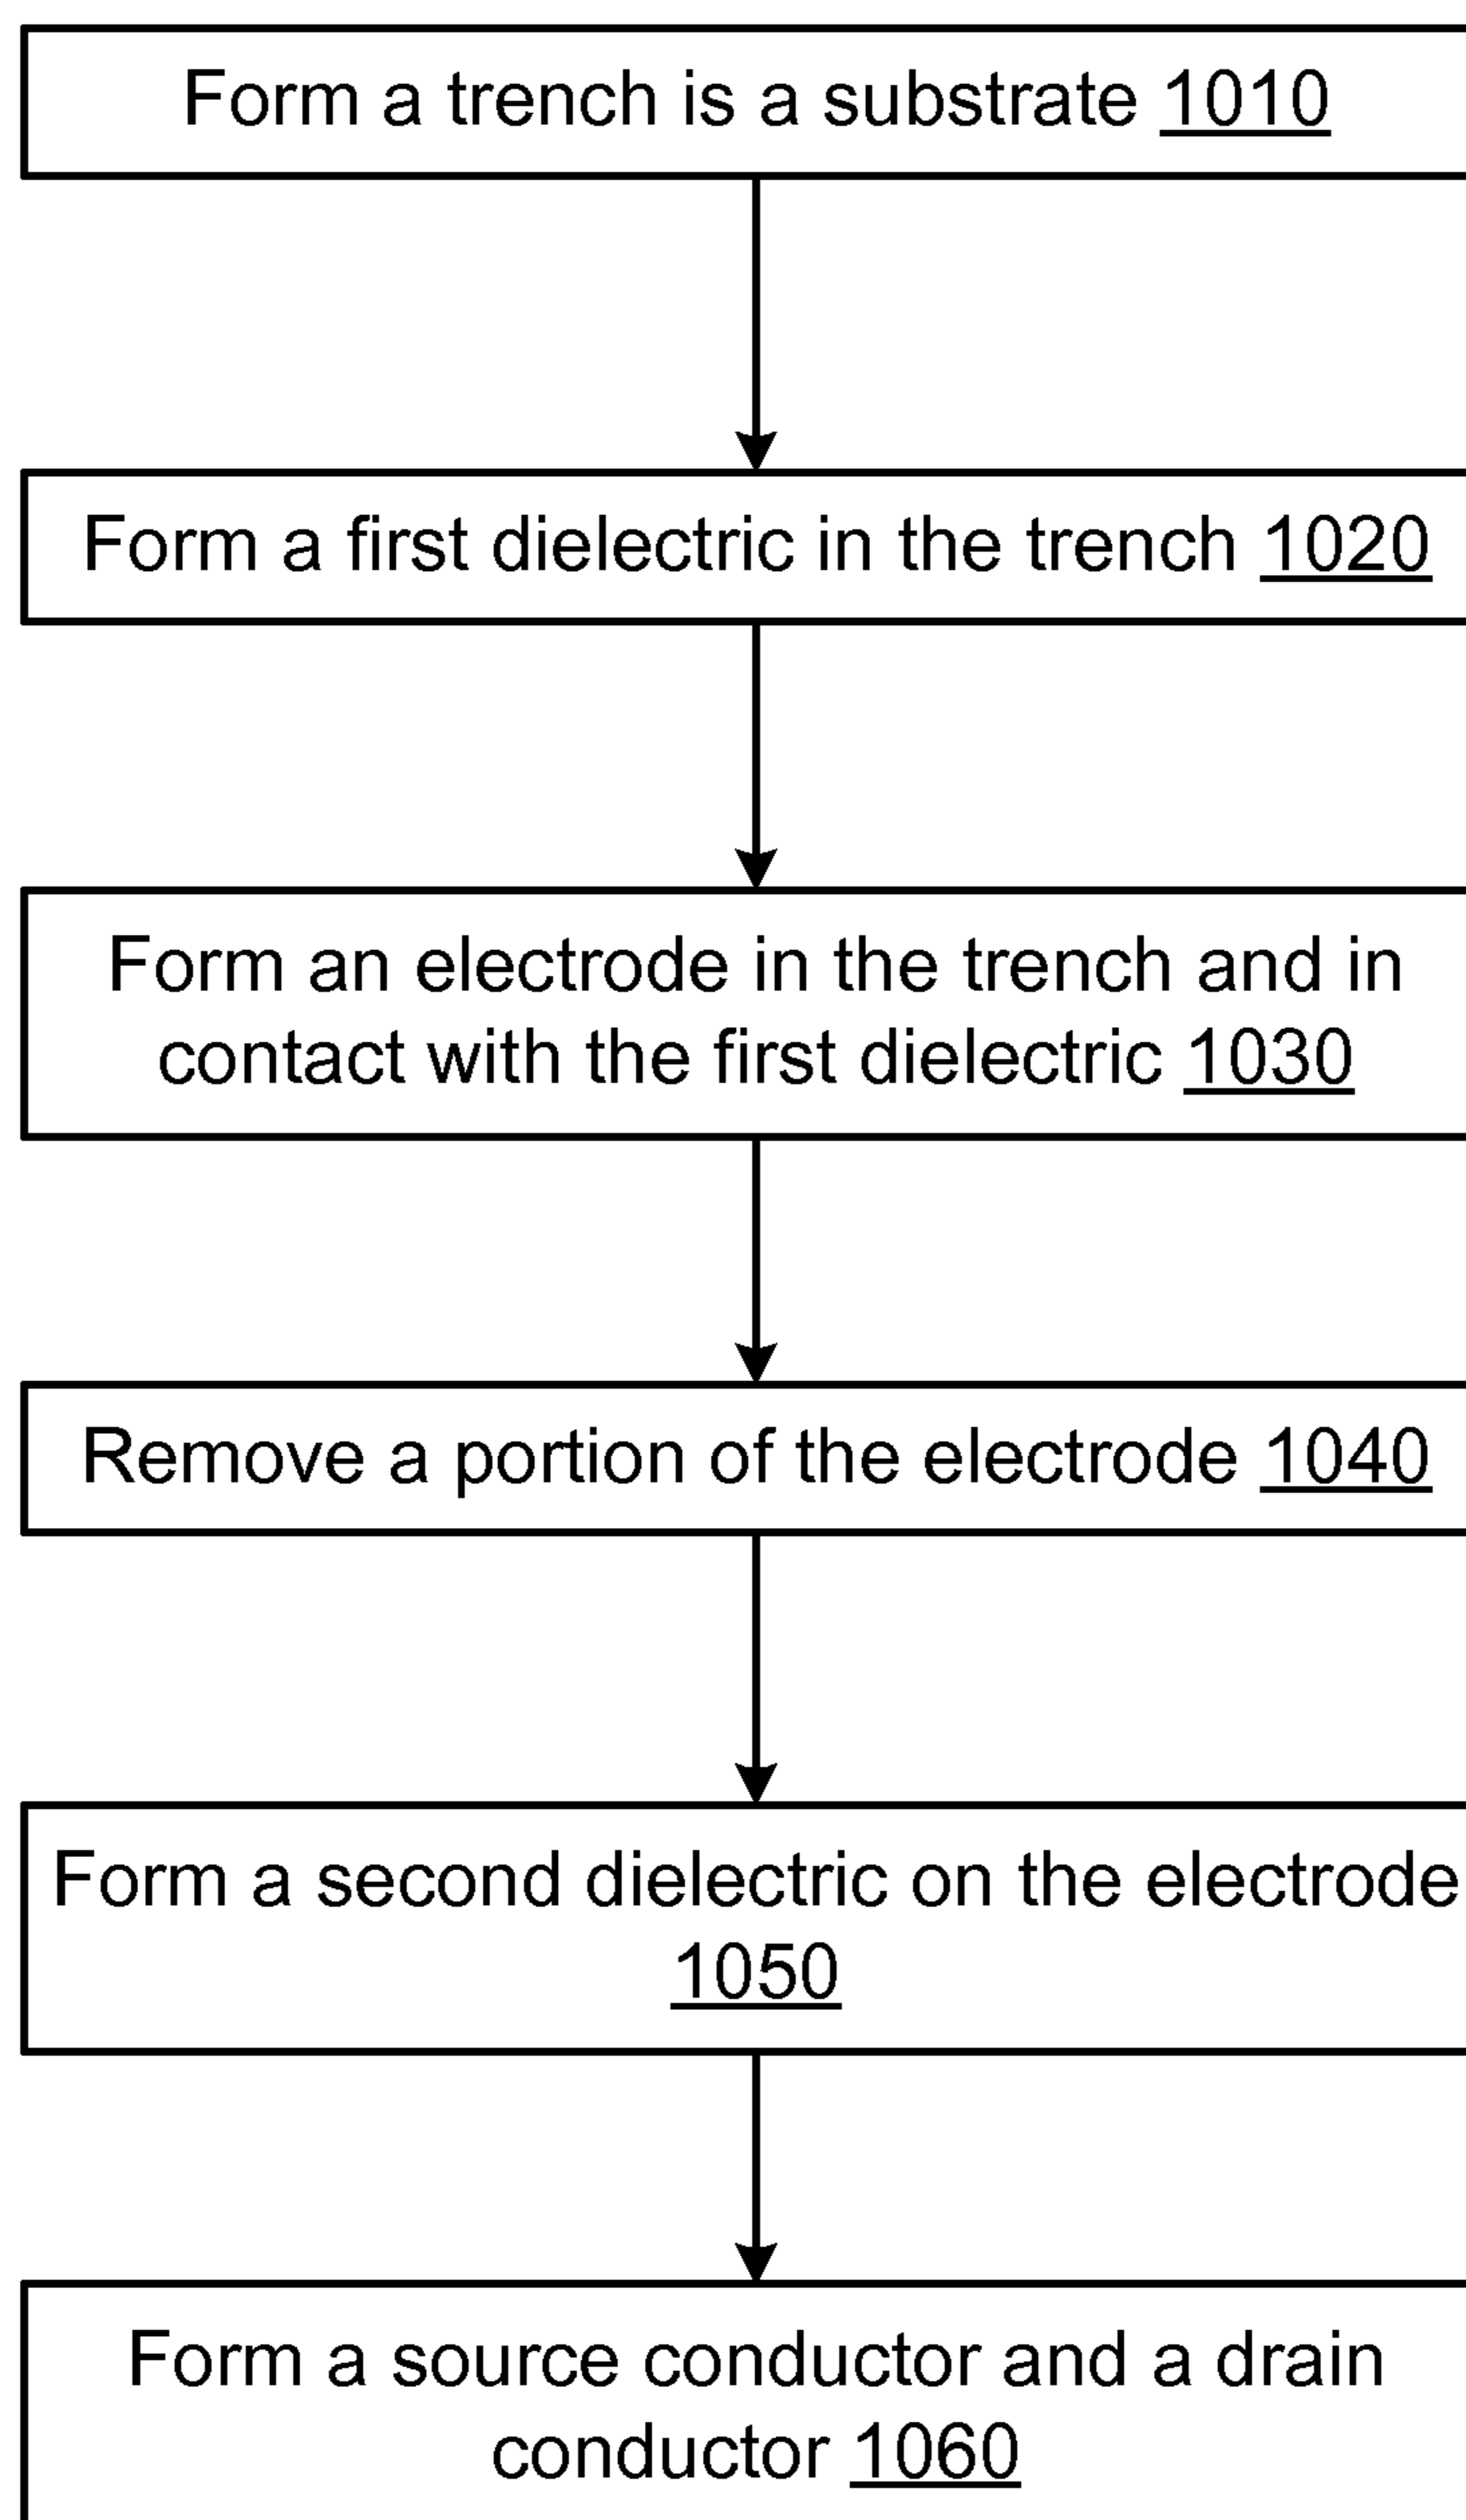 Form a trench is a substrate 1010
Form a first dielectric in the trench 1020
Form an electrode in the trench and in
contact with the first dielectric 1030
Remove a portion of the electrode 1040
Form a second dielectric on the electrode
1050
Form a source conductor and a drain
conductor 1060